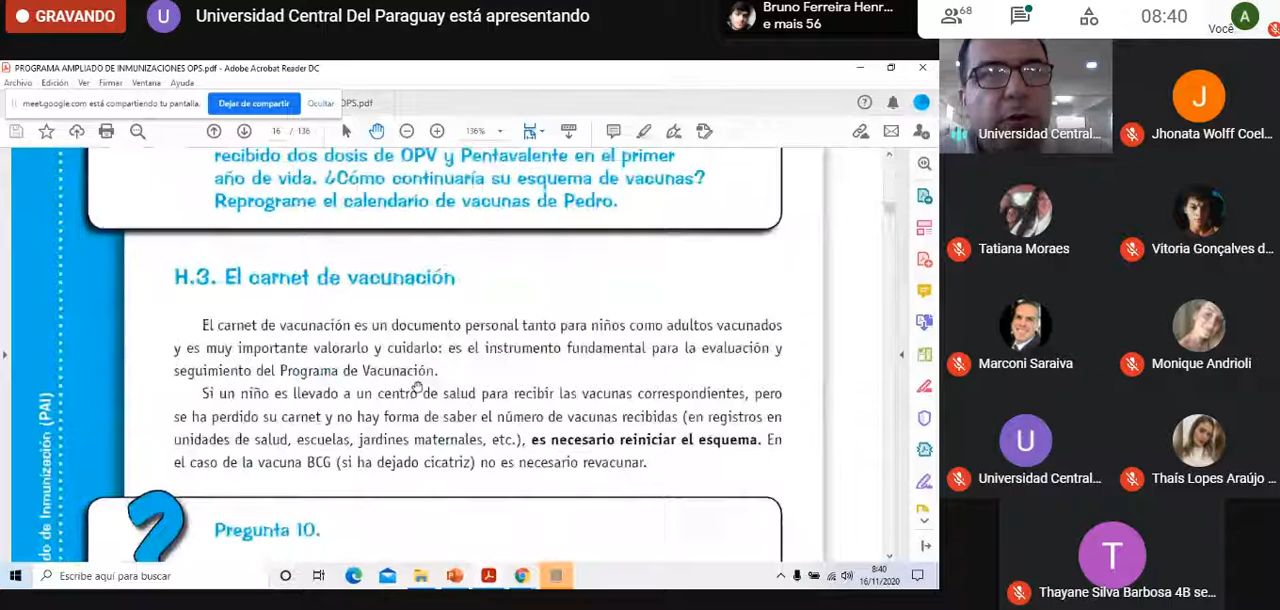 GRAVANDO
U
Universidad Central Del Paraguay está apresentando
Bruno Ferreira Henr...
e mais 56
68
08:40
Você
A
PROGRAMA AMPLIADO DE INMUNIZACIONES OPS.pdf - Adobe Acrobat Reader DC
Archivo Edición Ver Firmar Ventana Ayuda
meet.google.com está compartiendo tu pantalla.
Dejar de compartir
Ocultar
OPS.pdf
16 / 136
136%
recibido dos dosis de OPV y Pentavalente en el primer
año de vida. ¿Cómo continuaría su esquema de vacunas?
Reprograme el calendario de vacunas de Pedro.
H.3. El carnet de vacunación
El carnet de vacunación es un documento personal tanto para niños como adultos vacunados
y es muy importante valorarlo y cuidarlo: es el instrumento fundamental para la evaluación y
seguimiento del Programa de Vacunación.
Si un niño es llevado a un centro de salud para recibir las vacunas correspondientes, pero
se ha perdido su carnet y no hay forma de saber el número de vacunas recibidas (en registros en
unidades de salud, escuelas, jardines maternales, etc.), es necesario reiniciar el esquema. En
el caso de la vacuna BCG (si ha dejado cicatriz) no es necesario revacunar.
?
Pregunta 10.
do de Inmunización (PAI)
Universidad Central...
J
Jhonata Wolff Coel...
Tatiana Moraes
Vitoria Gonçalves d...
Marconi Saraiva
Monique Andrioli
U
Universidad Central...
Thaís Lopes Araújo ...
T
Thayane Silva Barbosa 4B se...
Escribe aquí para buscar
8:40
16/11/2020